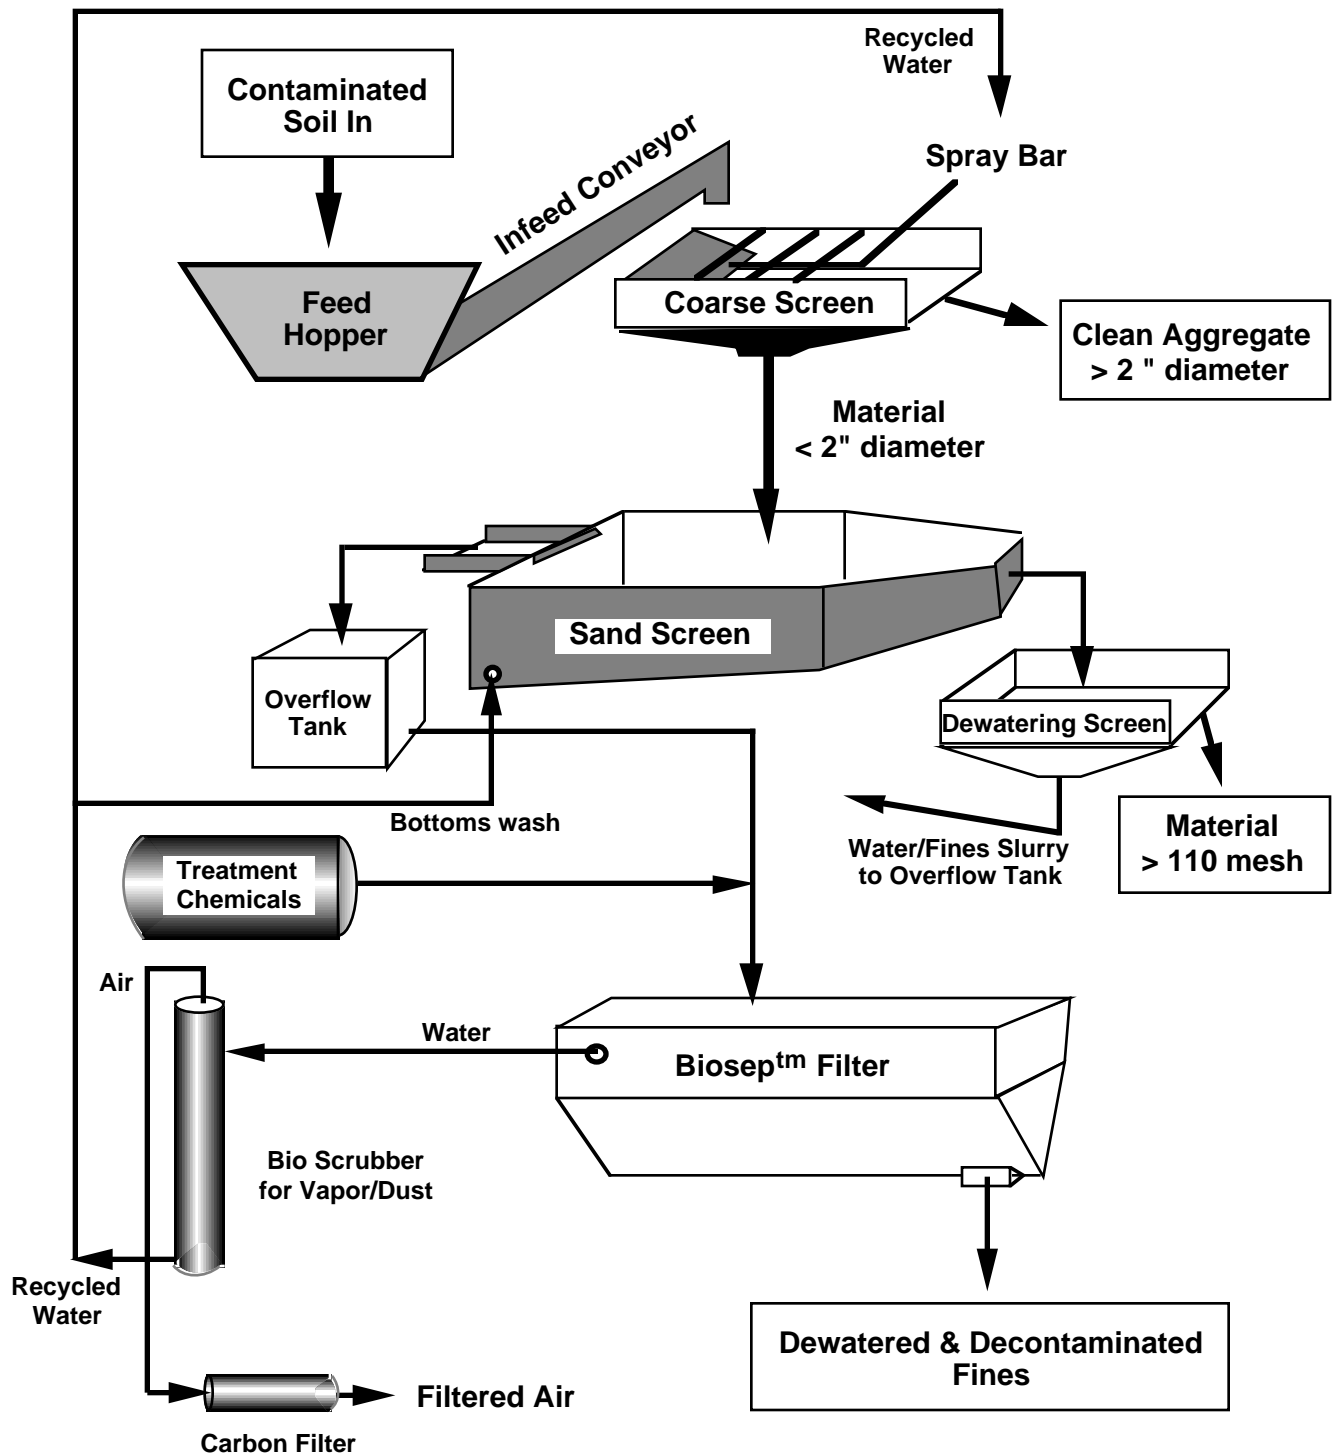 Recycled
Water
Contaminated
Soil In
Infeed Conveyor
Spray Bar
Feed
Hopper
Coarse Screen
Clean Aggregate
> 2 " diameter
Material
< 2" diameter
Sand Screen
Overflow
Tank
Dewatering Screen
Bottoms wash
Material
> 110 mesh
Water/Fines Slurry
to Overflow Tank
Treatment
Chemicals
Air
Water
Bioseptm Filter
Bio Scrubber
for Vapor/Dust
Recycled
Water
Dewatered & Decontaminated
Fines
Filtered Air
Carbon Filter